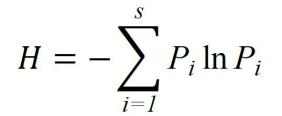 H = − ∑_{i=1}^{s} P_i ln P_i